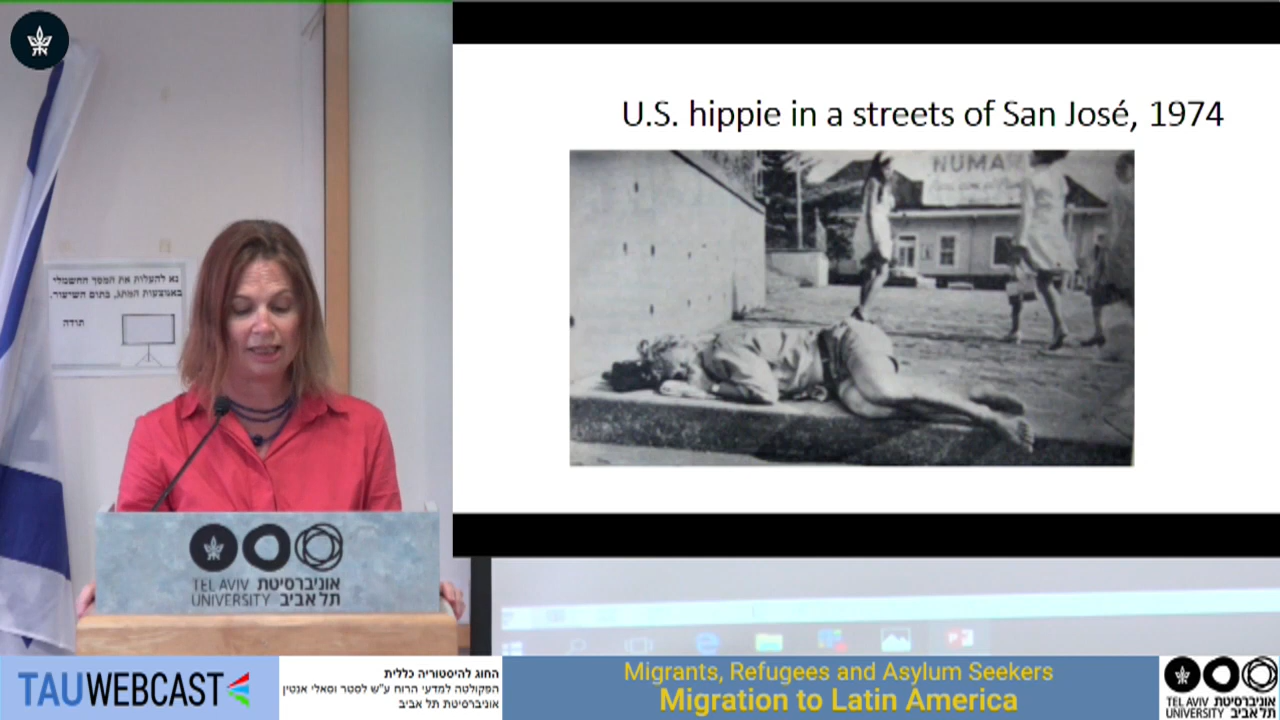 U.S. hippie in a streets of San José, 1974
NUMA
נא להעלות את המסך החשמלי
באמצעות המתג, בתום השיעור.
תודה
TEL AVIV אוניברסיטת
UNIVERSITY תל אביב
TAUWEBCAST
החוג להיסטוריה כללית
הפקולטה למדעי הרוח ע"ש לסטר וסאלי אנטין
אוניברסיטת תל אביב
Migrants, Refugees and Asylum Seekers
Migration to Latin America
TEL AVIV אוניברסיטת
UNIVERSITY תל אביב